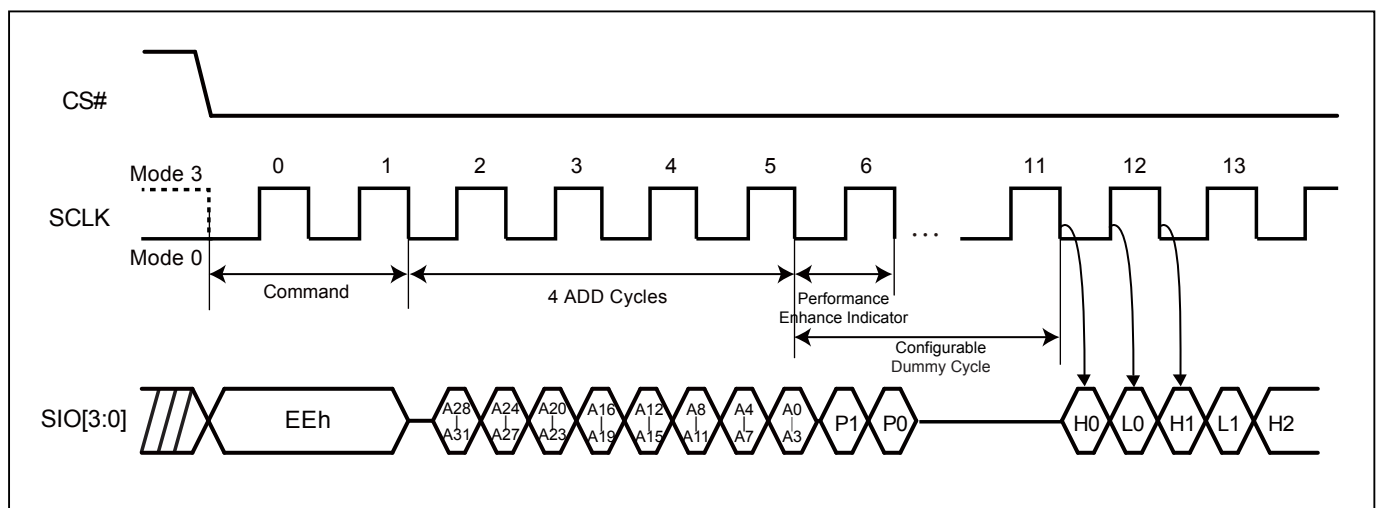 CS#
Mode 3
0 1 2 3 4 5 6 11 12 13
SCLK
...
Mode 0
Command
4 ADD Cycles
Performance
Enhance Indicator
Configurable
Dummy Cycle
SIO[3:0]
EEh
A28 A24 A20 A16 A12 A8 A4 A0
A31 A27 A23 A19 A15 A11 A7 A3
P1 P0
H0 L0 H1 L1 H2